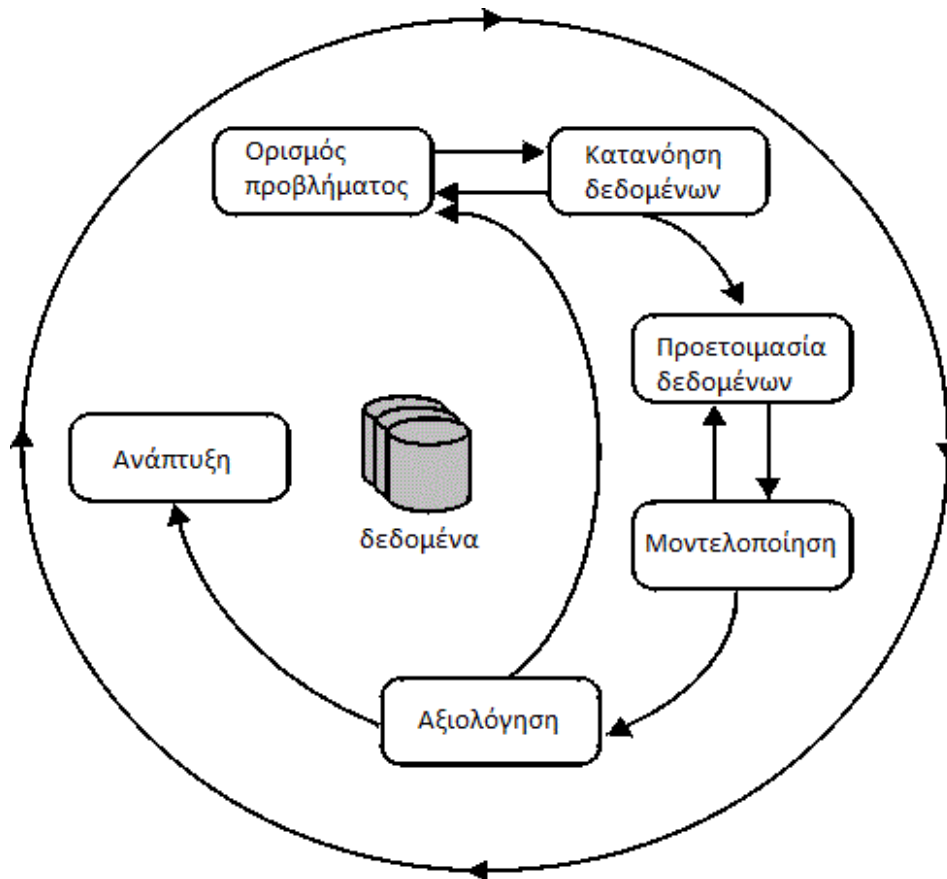 Ορισμός
προβλήματος
Κατανόηση
δεδομένων
Προετοιμασία
δεδομένων
Ανάπτυξη
δεδομένα
Μοντελοποίηση
Αξιολόγηση